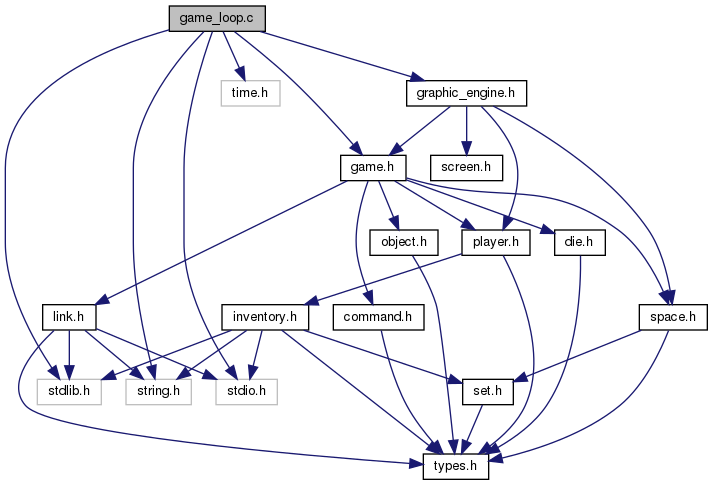 game_loop.c
time.h
graphic_engine.h
game.h
screen.h
object.h
player.h
die.h
link.h
inventory.h
command.h
space.h
stdlib.h
string.h
stdio.h
set.h
types.h